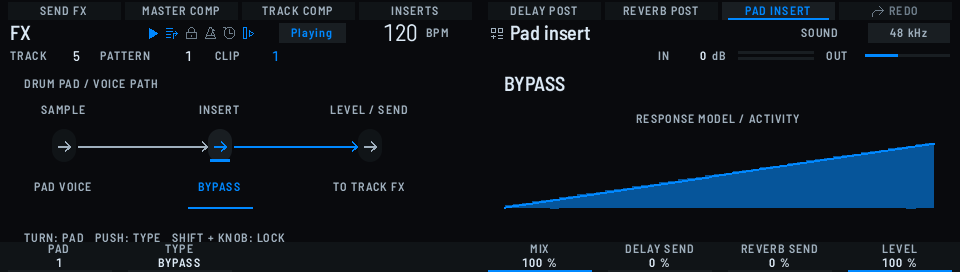 SEND FX MASTER COMP TRACK COMP INSERTS DELAY POST REVERB POST PAD INSERT REDO
FX Playing 120 BPM Pad insert SOUND 48 kHz
TRACK 5 PATTERN 1 CLIP 1 IN 0 dB OUT
DRUM PAD / VOICE PATH
BYPASS
SAMPLE INSERT LEVEL / SEND
RESPONSE MODEL / ACTIVITY
PAD VOICE BYPASS TO TRACK FX
TURN: PAD PUSH: TYPE SHIFT + KNOB: LOCK
PAD TYPE MIX DELAY SEND REVERB SEND LEVEL
1 BYPASS 100 % 0 % 0 % 100 %